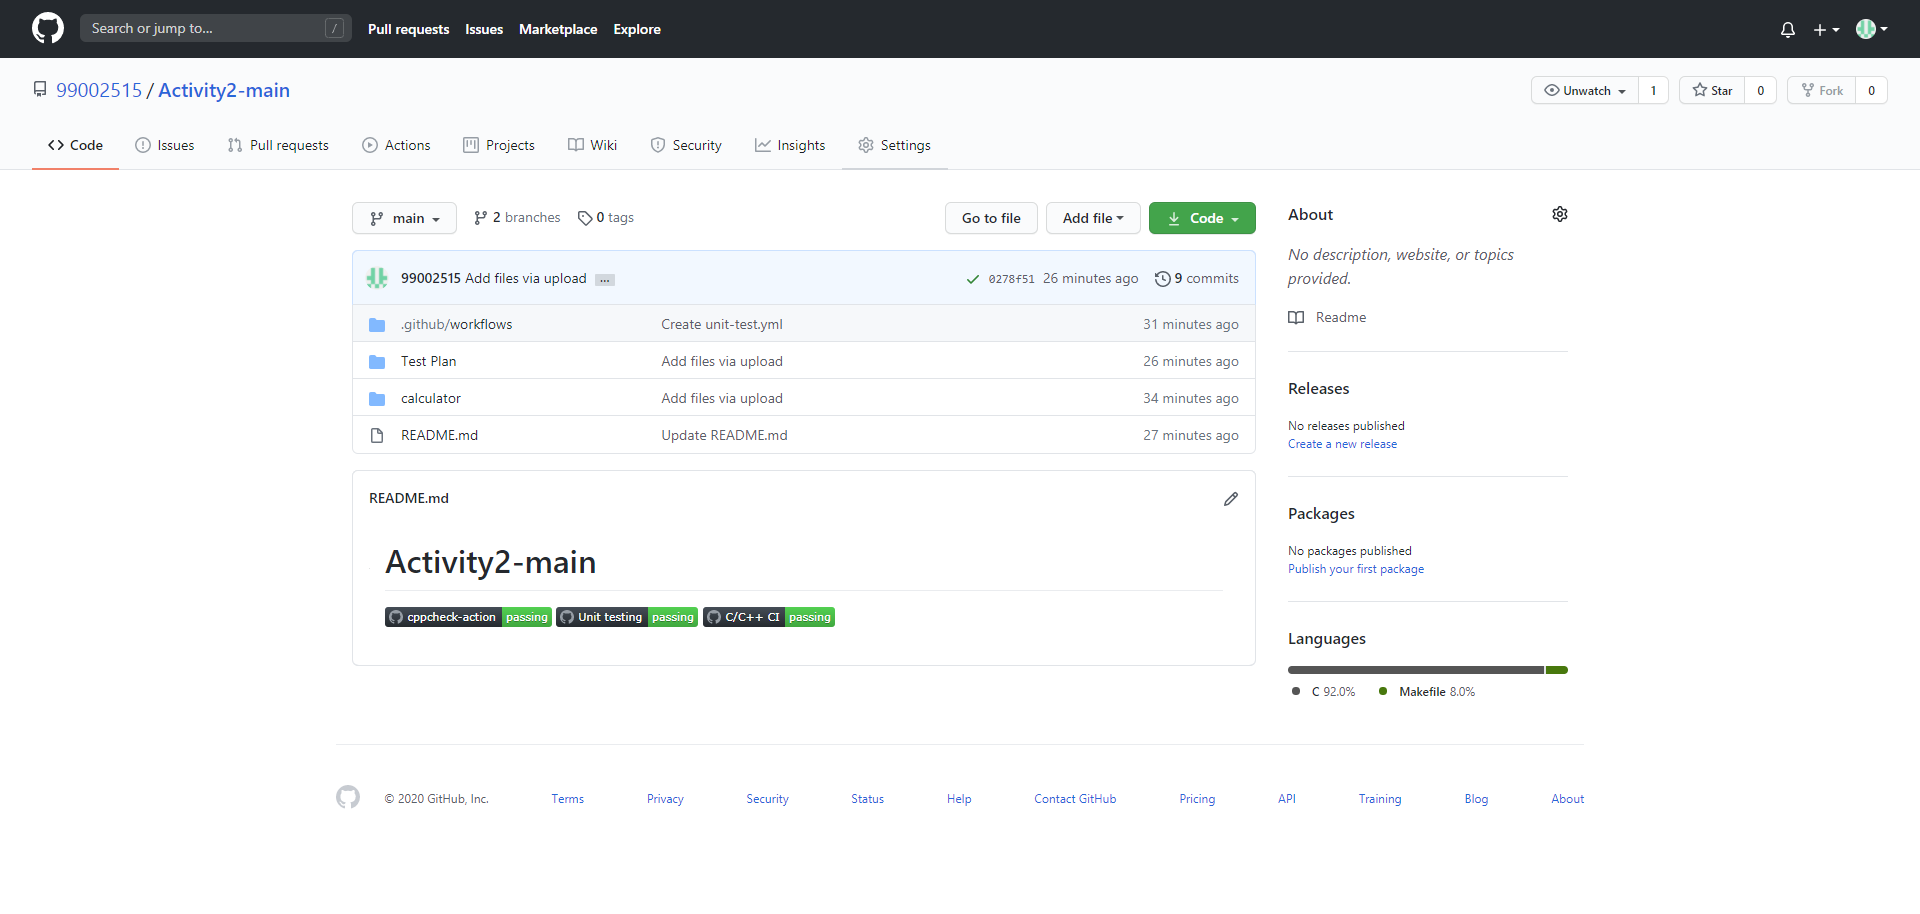 Search or jump to... / Pull requests Issues Marketplace Explore
99002515 / Activity2-main Unwatch 1 Star 0 Fork 0
Code Issues Pull requests Actions Projects Wiki Security Insights Settings
main 2 branches 0 tags Go to file Add file Code
99002515 Add files via upload ... 0278f51 26 minutes ago 9 commits
.github/workflows Create unit-test.yml 31 minutes ago
Test Plan Add files via upload 26 minutes ago
calculator Add files via upload 34 minutes ago
README.md Update README.md 27 minutes ago
README.md
Activity2-main
cppcheck-action passing Unit testing passing C/C++ CI passing
About
No description, website, or topics
provided.
Readme
Releases
No releases published
Create a new release
Packages
No packages published
Publish your first package
Languages
C 92.0% Makefile 8.0%
© 2020 GitHub, Inc. Terms Privacy Security Status Help Contact GitHub Pricing API Training Blog About